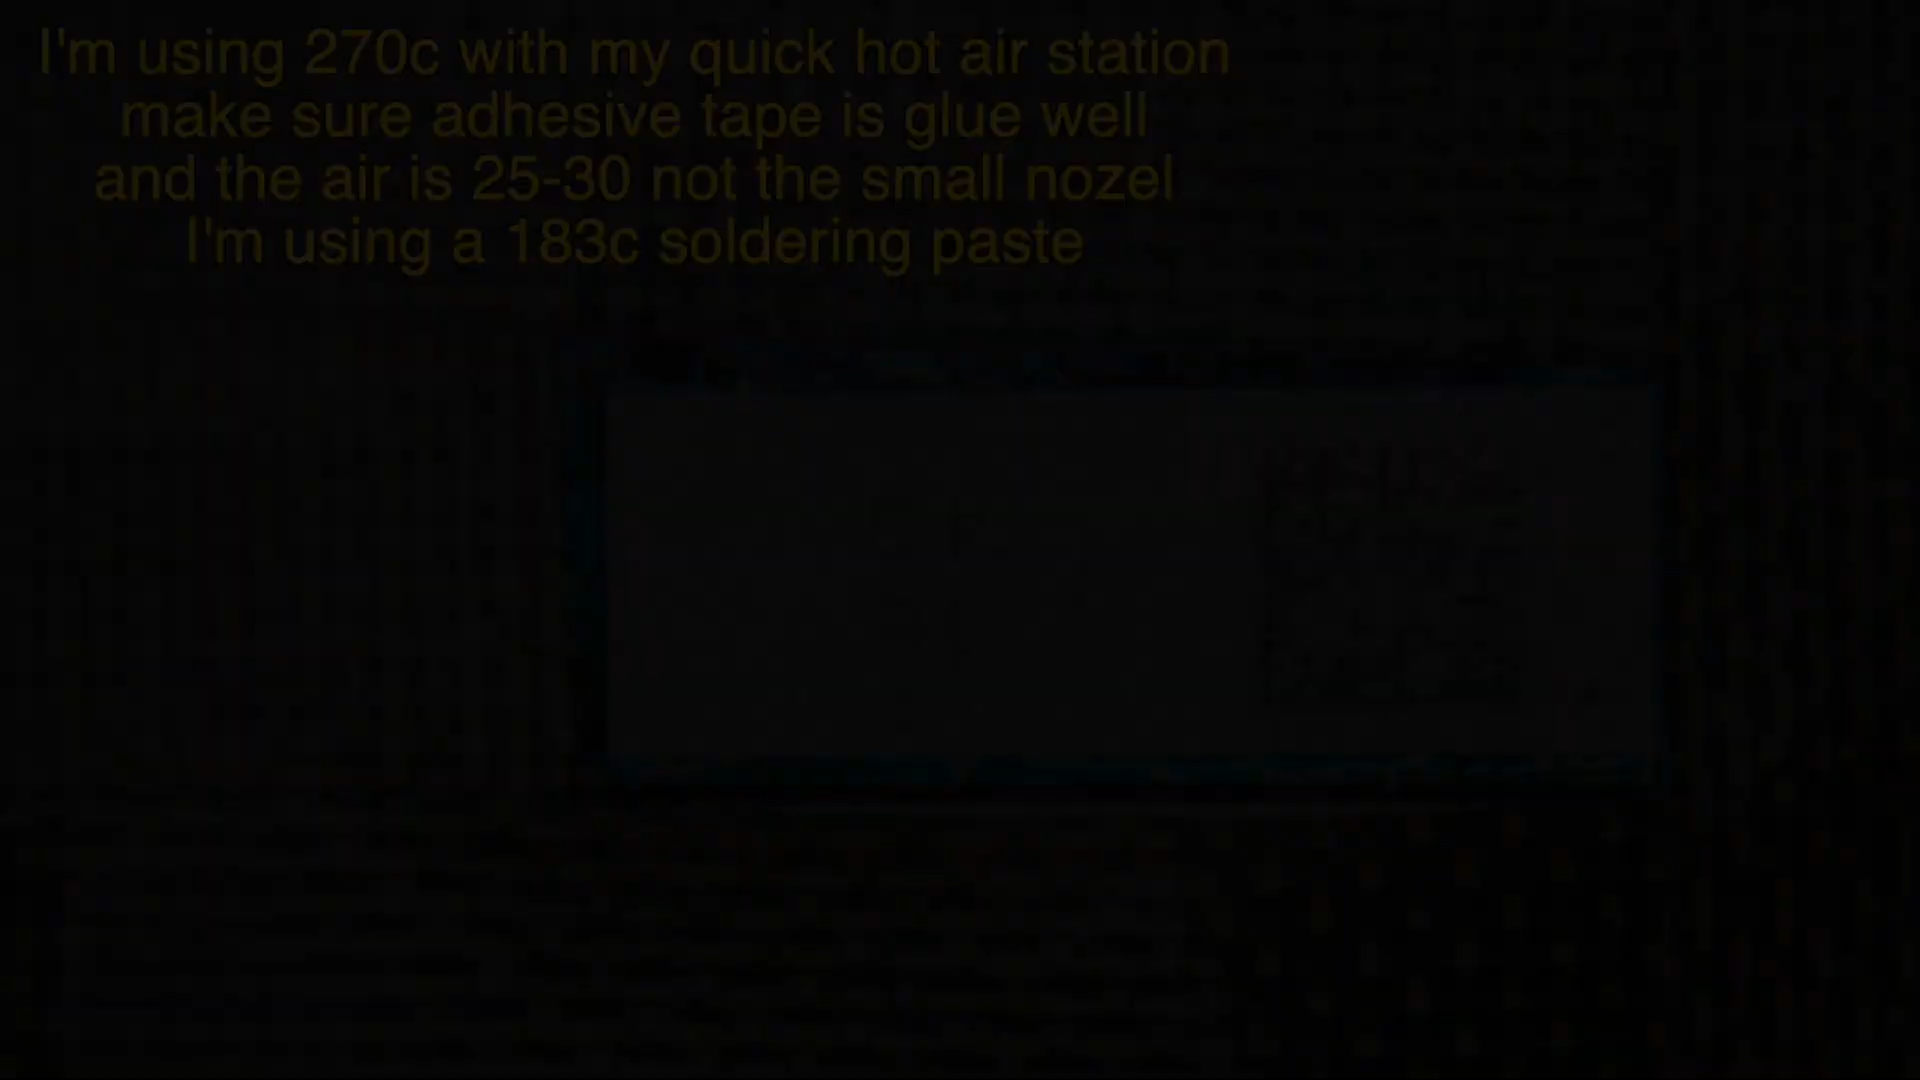 I'm using 270c with my quick hot air station
make sure adhesive tape is glue well
and the air is 25-30 not the small nozel
I'm using a 183c soldering paste